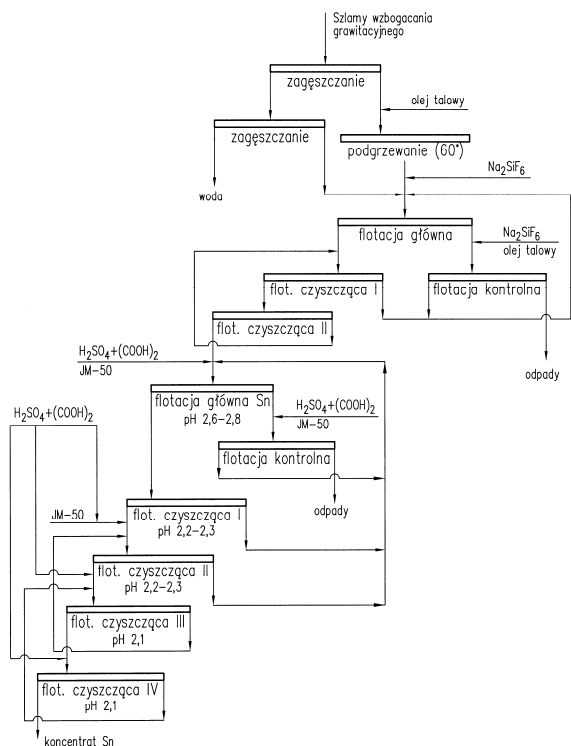 Szlamy wzbogacania
grawitacyjnego
zagęszczanie
olej talowy
zagęszczanie
podgrzewanie (60°)
woda
Na₂SiF₆
flotacja główna
Na₂SiF₆
olej talowy
flot. czyszcząca I
flotacja kontrolna
flot. czyszcząca II
odpady
H₂SO₄+(COOH)₂
JM-50
flotacja główna Sn
pH 2,6-2,8
H₂SO₄+(COOH)₂
JM-50
H₂SO₄+(COOH)₂
flotacja kontrolna
odpady
JM-50
flot. czyszcząca I
pH 2,2-2,3
flot. czyszcząca II
pH 2,2-2,3
flot. czyszcząca III
pH 2,1
flot. czyszcząca IV
pH 2,1
koncentrat Sn